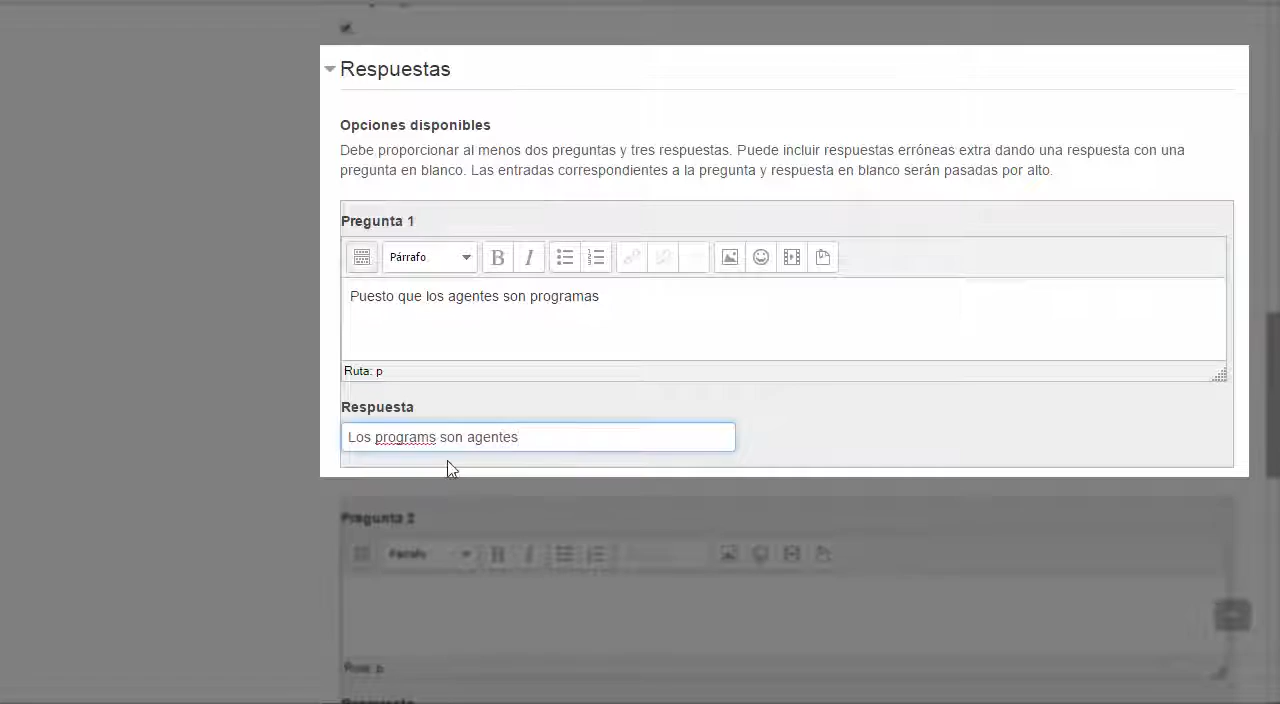 Respuestas
Opciones disponibles
Debe proporcionar al menos dos preguntas y tres respuestas. Puede incluir respuestas erróneas extra dando una respuesta con una
pregunta en blanco. Las entradas correspondientes a la pregunta y respuesta en blanco serán pasadas por alto.
Pregunta 1
Párrafo
B I
Puesto que los agentes son programas
Ruta: p
Respuesta
Los programs son agentes
Pregunta 2
Párrafo
B I
Ruta: p